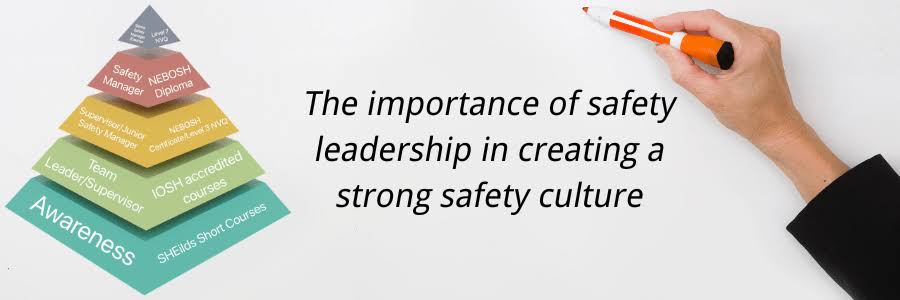 Level 7
NVQ
Safety
Manager
NEBOSH
Diploma
Supervisor/Junior
Safety Manager
NEBOSH
Certificate/Level 3 NVQ
Team
Leader/Supervisor
IOSH accredited
courses
Awareness
SHEilds Short Courses
The importance of safety
leadership in creating a
strong safety culture